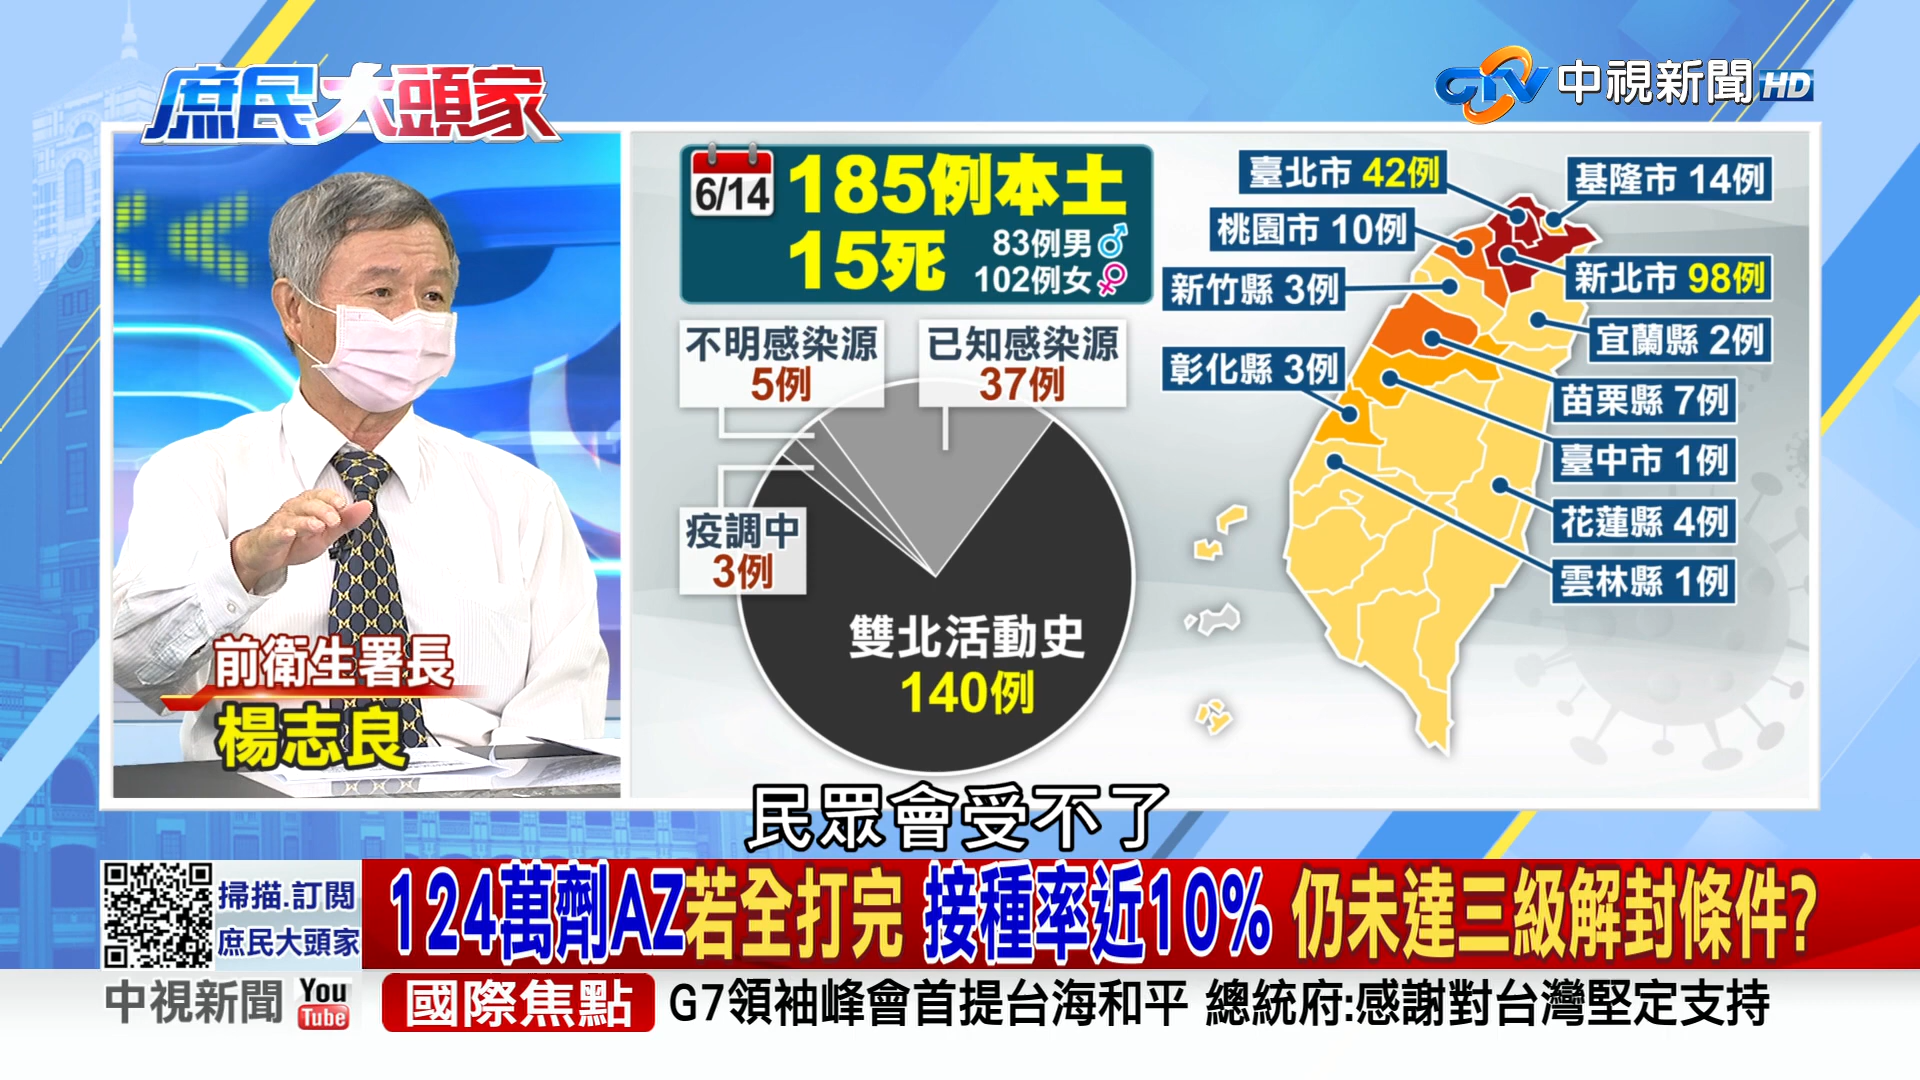 庶民大頭家
CTV中視新聞HD
6/14
185例本土
15死
83例男
102例女
不明感染源
5例
已知感染源
37例
疫調中
3例
雙北活動史
140例
臺北市 42例
基隆市 14例
桃園市 10例
新北市 98例
新竹縣 3例
宜蘭縣 2例
彰化縣 3例
苗栗縣 7例
臺中市 1例
花蓮縣 4例
雲林縣 1例
前衛生署長
楊志良
民眾會受不了
掃描.訂閱
庶民大頭家
124萬劑AZ若全打完 接種率近10% 仍未達三級解封條件?
中視新聞 YouTube
國際焦點 G7領袖峰會首提台海和平 總統府:感謝對台灣堅定支持